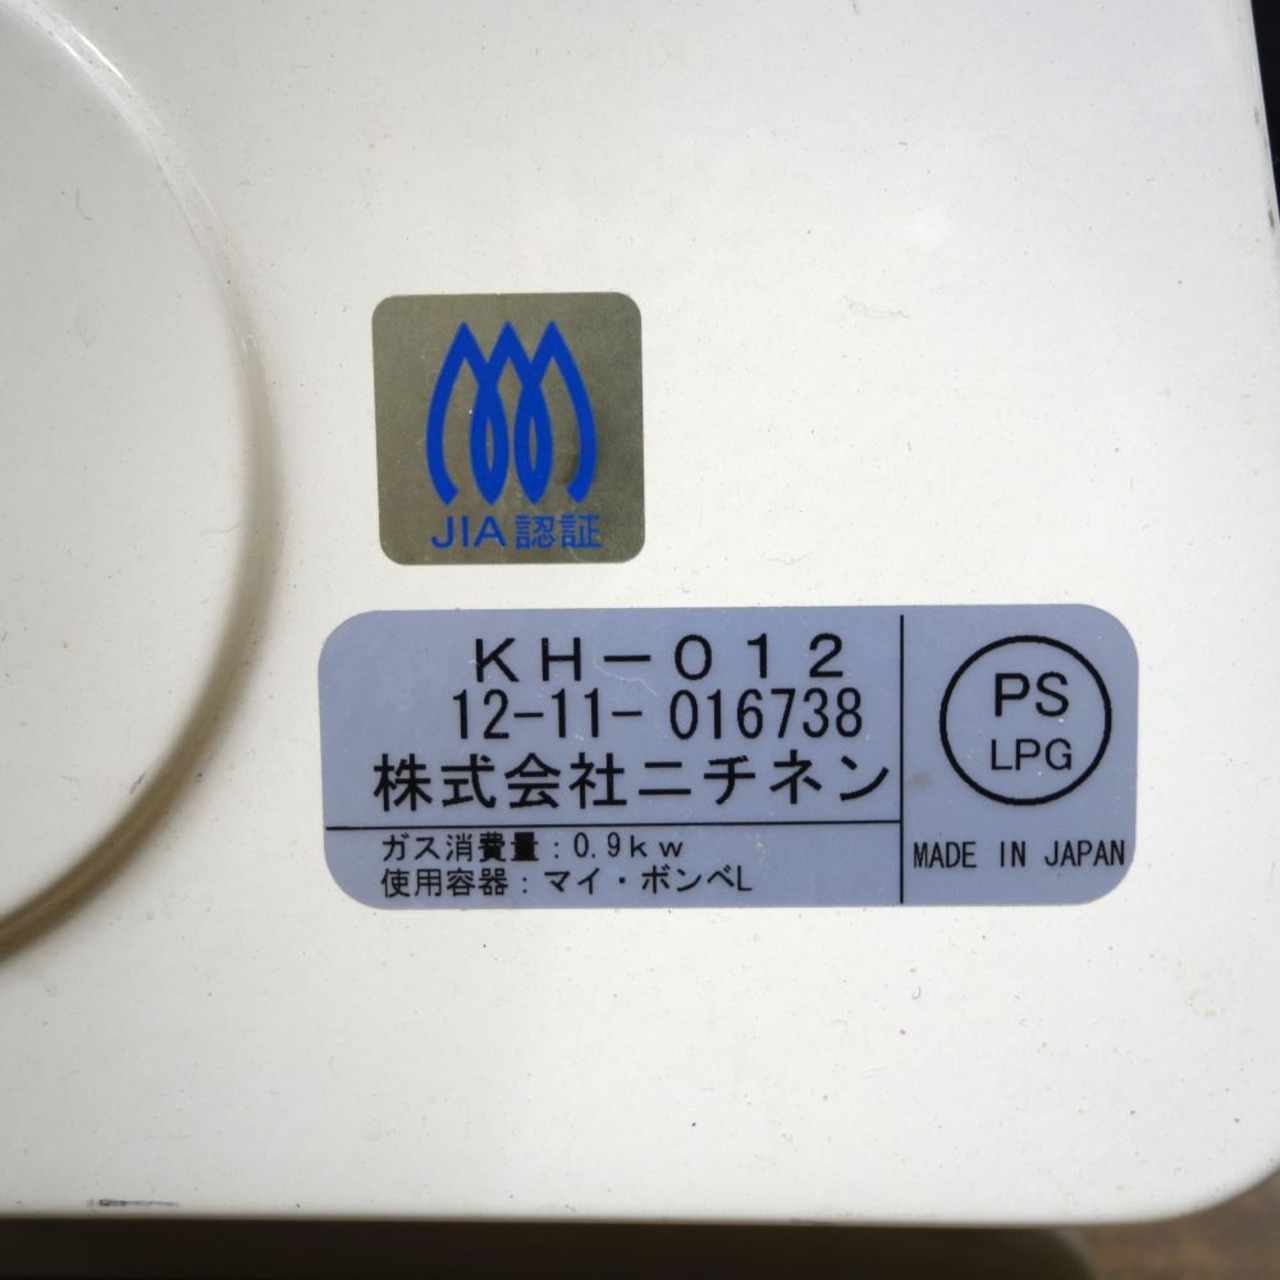 JIA認証
KH-012
12-11-016738
株式会社ニチネン
ガス消費量:0.9kw
使用容器:マイ・ボンベL
PS
LPG
MADE IN JAPAN